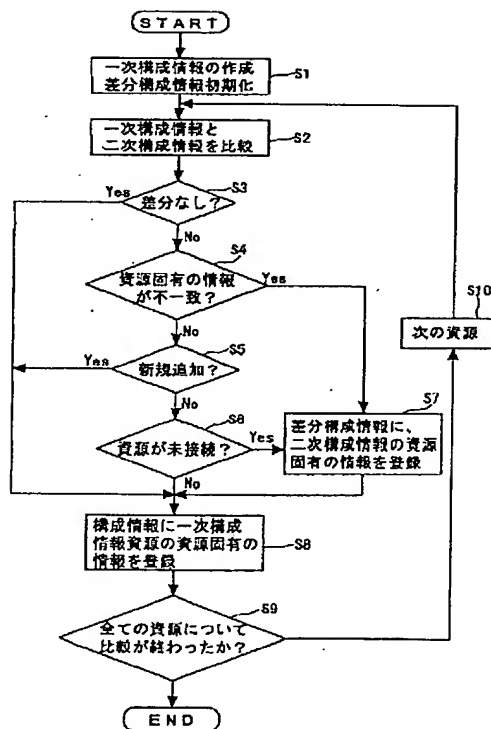 START
一次構成情報の作成
差分構成情報初期化
S1
一次構成情報と
二次構成情報を比較
S2
S3
Yes
差分なし?
No
S4
資源固有の情報
が不一致?
Yes
S10
次の資源
No
S5
Yes
新規追加?
No
S6
資源が未接続?
Yes
S7
差分構成情報に、
二次構成情報の資源
固有の情報を登録
No
構成情報に一次構成
情報資源の資源固有の
情報を登録
S8
S9
全ての資源について
比較が終わったか?
END